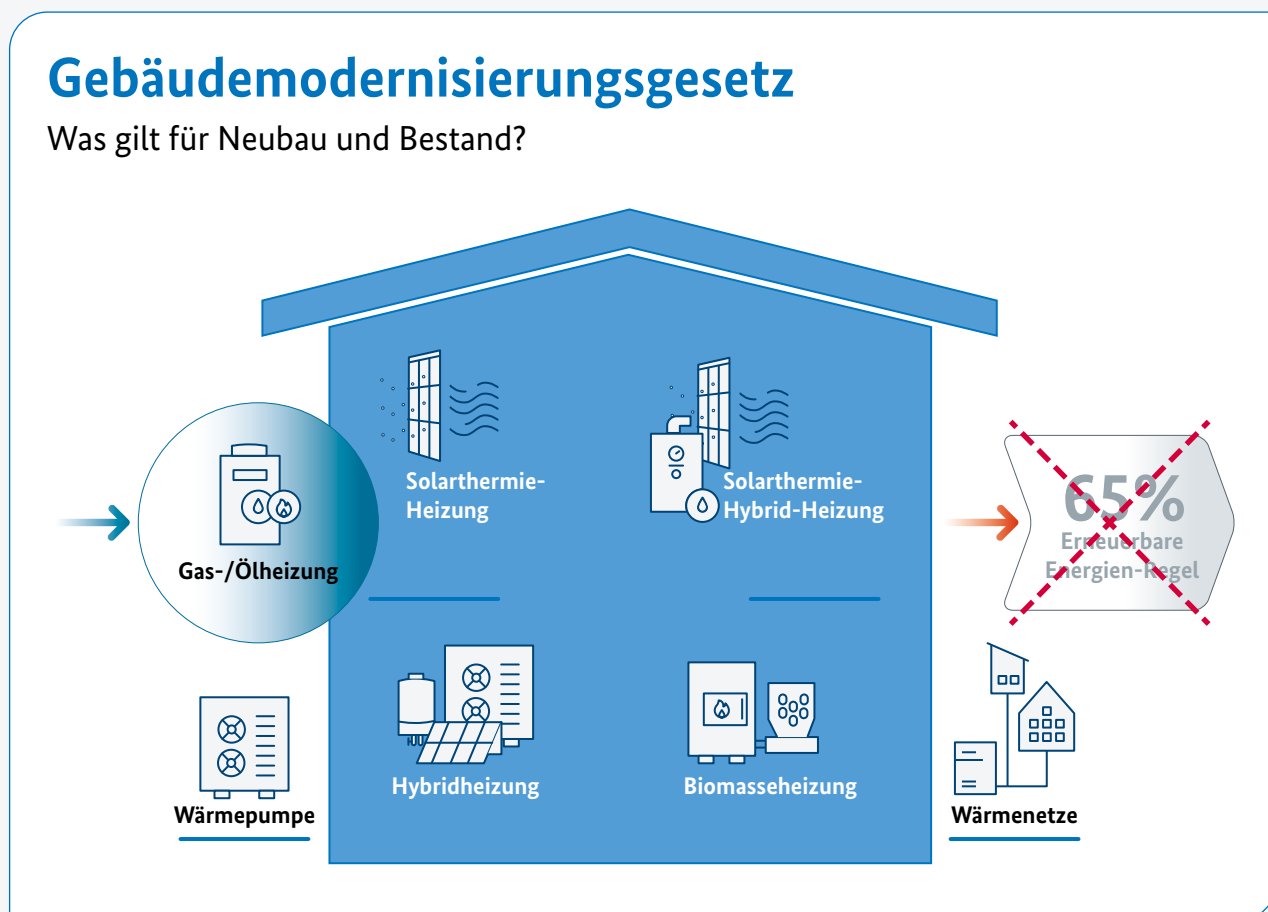 Gebäudemodernisierungsgesetz
Was gilt für Neubau und Bestand?
Solarthermie-
Heizung
Solarthermie-
Hybrid-Heizung
Gas-/Ölheizung
65%
Erneuerbare
Energien-Regel
Hybridheizung
Biomasseheizung
Wärmepumpe
Wärmenetze